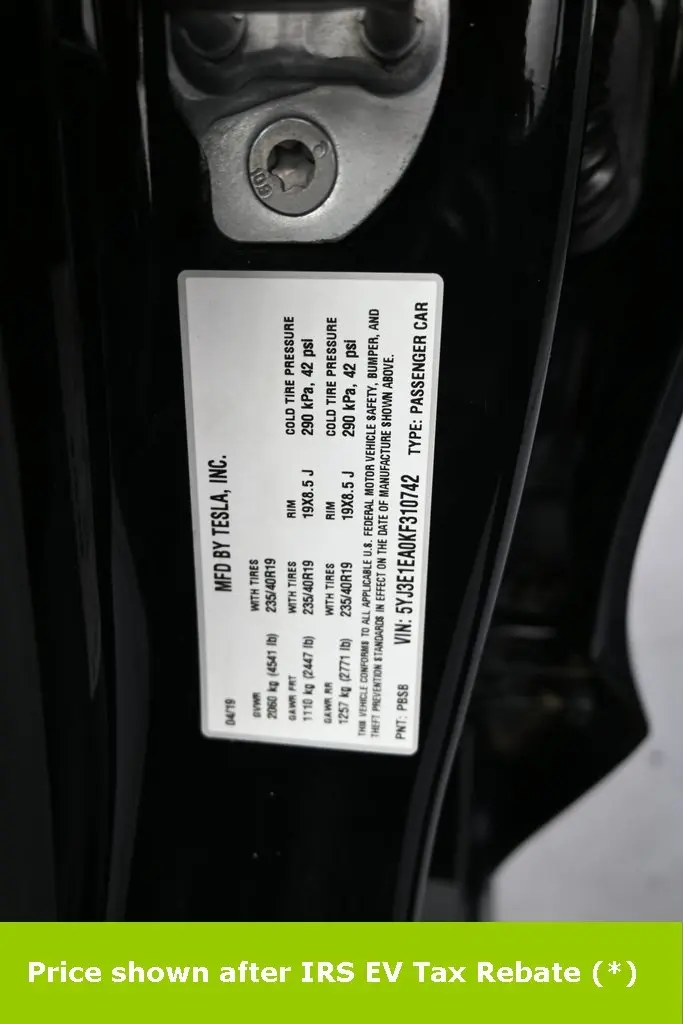 109
04/19 MFD BY TESLA, INC.
GVWR WITH TIRES
2060 kg (4541 lb) 235/40R19
GAWR FRT WITH TIRES RIM COLD TIRE PRESSURE
1110 kg (2447 lb) 235/40R19 19X8.5 J 290 kPa, 42 psi
GAWR RR WITH TIRES RIM COLD TIRE PRESSURE
1257 kg (2771 lb) 235/40R19 19X8.5 J 290 kPa, 42 psi
THIS VEHICLE CONFORMS TO ALL APPLICABLE U.S. FEDERAL MOTOR VEHICLE SAFETY, BUMPER, AND
THEFT PREVENTION STANDARDS IN EFFECT ON THE DATE OF MANUFACTURE SHOWN ABOVE.
PNT: PBSB VIN: 5YJ3E1EA0KF310742 TYPE: PASSENGER CAR
Price shown after IRS EV Tax Rebate (*)